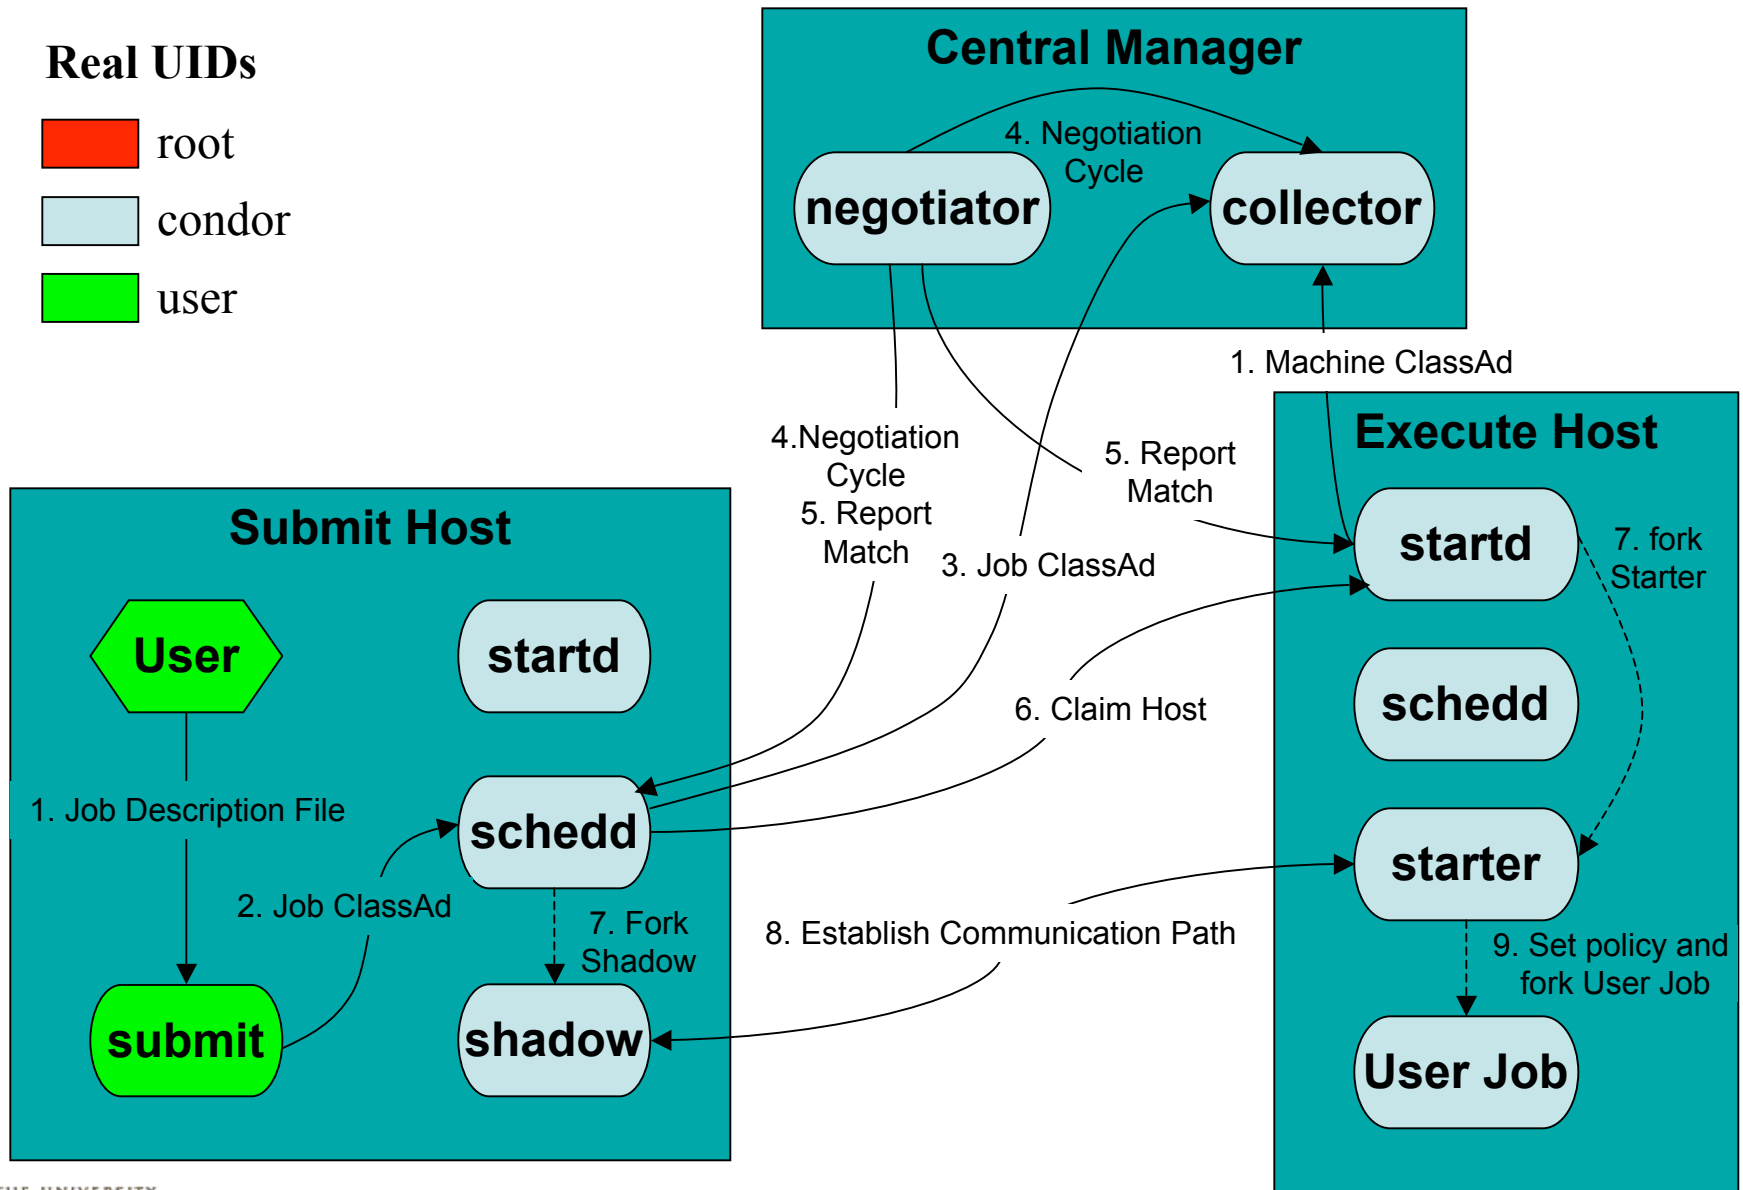 Real UIDs
root
condor
user
Central Manager
4. Negotiation
Cycle
negotiator
collector
1. Machine ClassAd
4.Negotiation
Cycle
5. Report
Match
5. Report
Match
3. Job ClassAd
6. Claim Host
8. Establish Communication Path
Submit Host
User
startd
1. Job Description File
schedd
2. Job ClassAd
7. Fork
Shadow
submit
shadow
Execute Host
startd
7. fork
Starter
schedd
starter
9. Set policy and
fork User Job
User Job